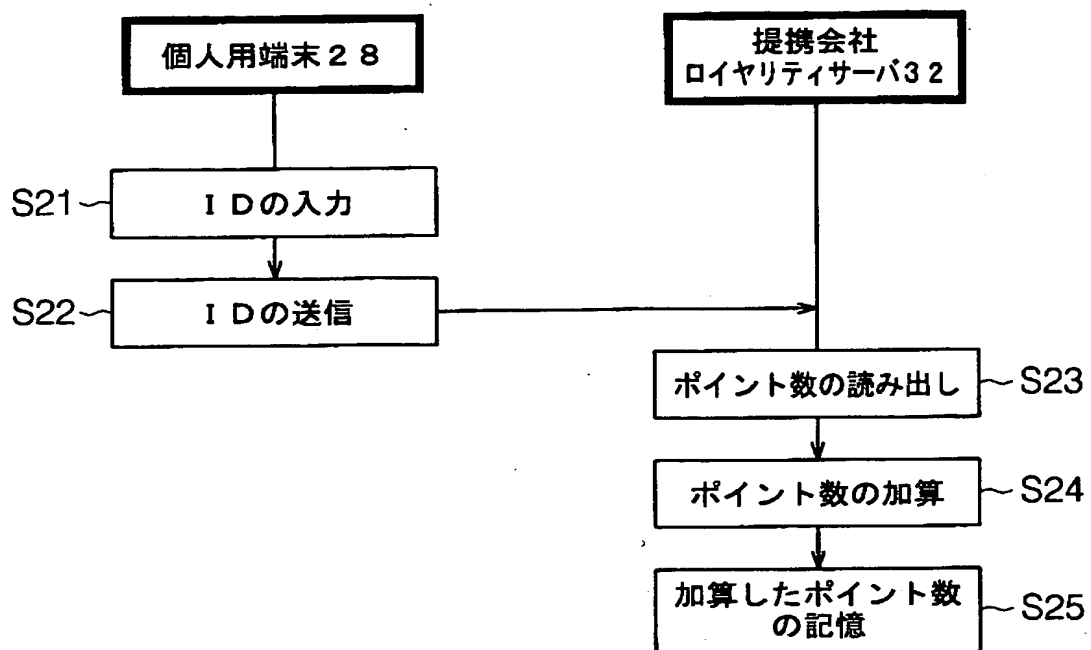 個人用端末28
提携会社
ロイヤリティサーバ32
S21
IDの入力
S22
IDの送信
ポイント数の読み出し
S23
ポイント数の加算
S24
加算したポイント数
の記憶
S25